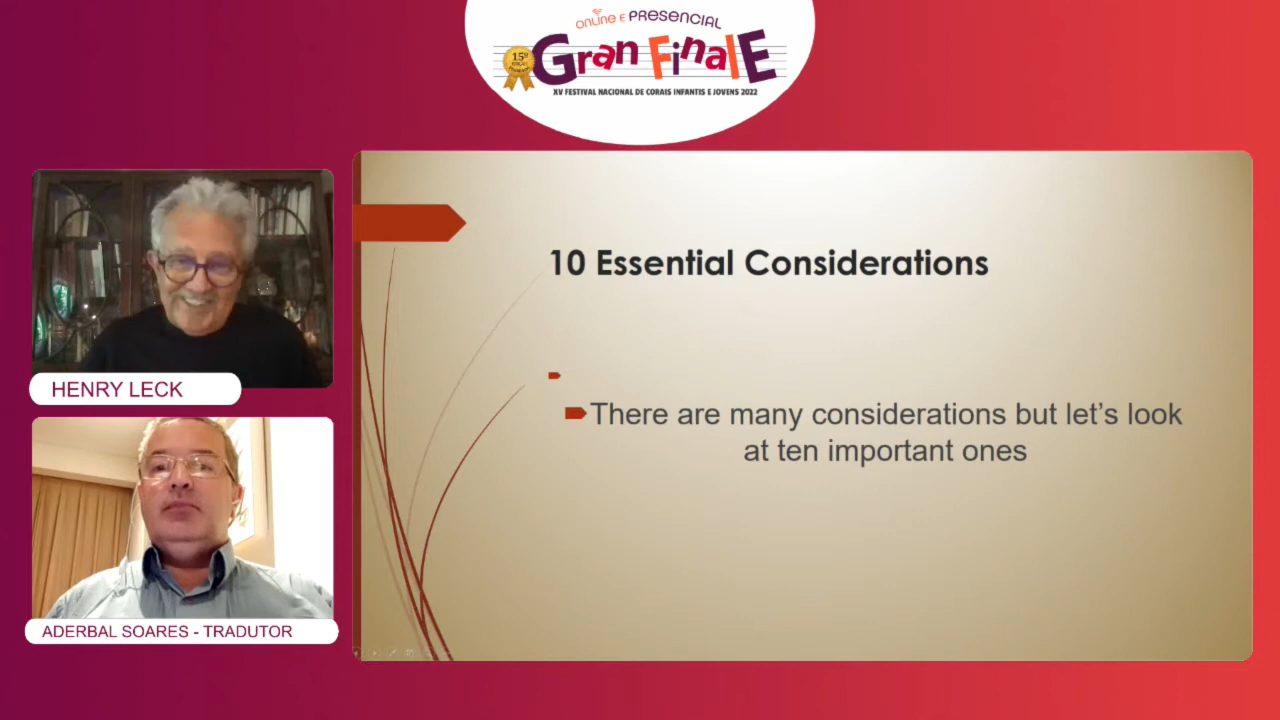 ONLINE E PRESENCIAL
15ª
EDIÇÃO
Gran FinalE
XV FESTIVAL NACIONAL DE CORAIS INFANTIS E JOVENS 2022
10 Essential Considerations
There are many considerations but let’s look
at ten important ones
HENRY LECK
ADERBAL SOARES - TRADUTOR